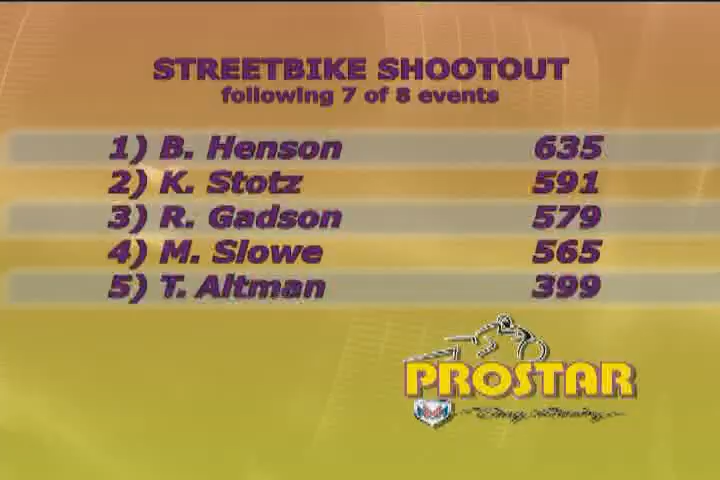 STREETBIKE SHOOTOUT
following 7 of 8 events
1) B. Henson 635
2) K. Stotz 591
3) R. Gadson 579
4) M. Slowe 565
5) T. Altman 399
PROSTAR